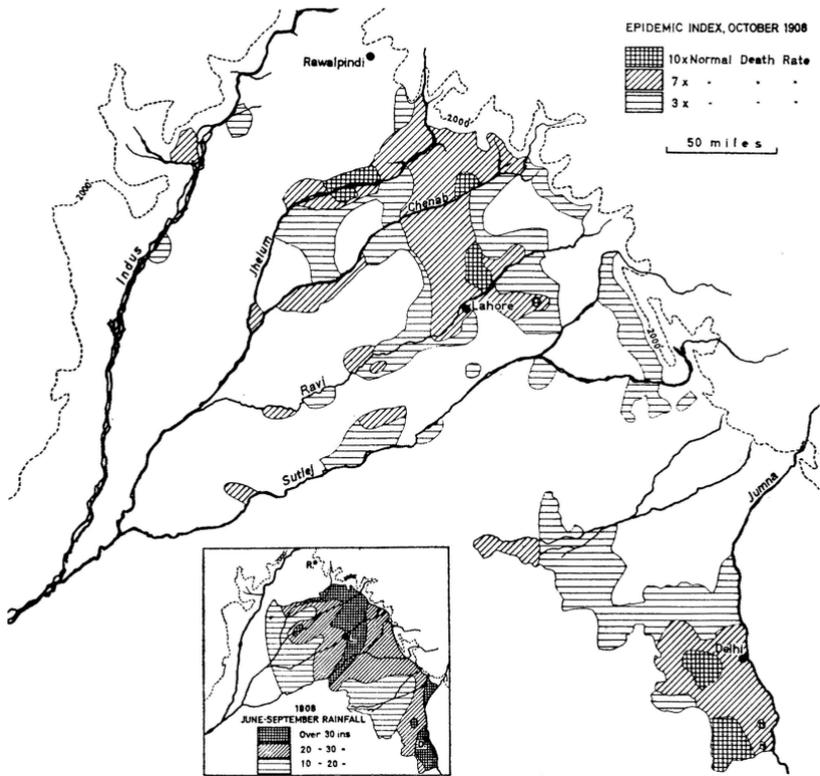 EPIDEMIC INDEX, OCTOBER 1908
10x Normal Death Rate
7x - " "
3x - " "
50 miles
Rawalpindi
2000'
2000'
Indus
Jhelum
Chenab
Lahore
2000'
Ravi
Sutlej
Jumna
Delhi
R.
L
1908
JUNE-SEPTEMBER RAINFALL
Over 30 ins
20 - 30 -
10 - 20 -